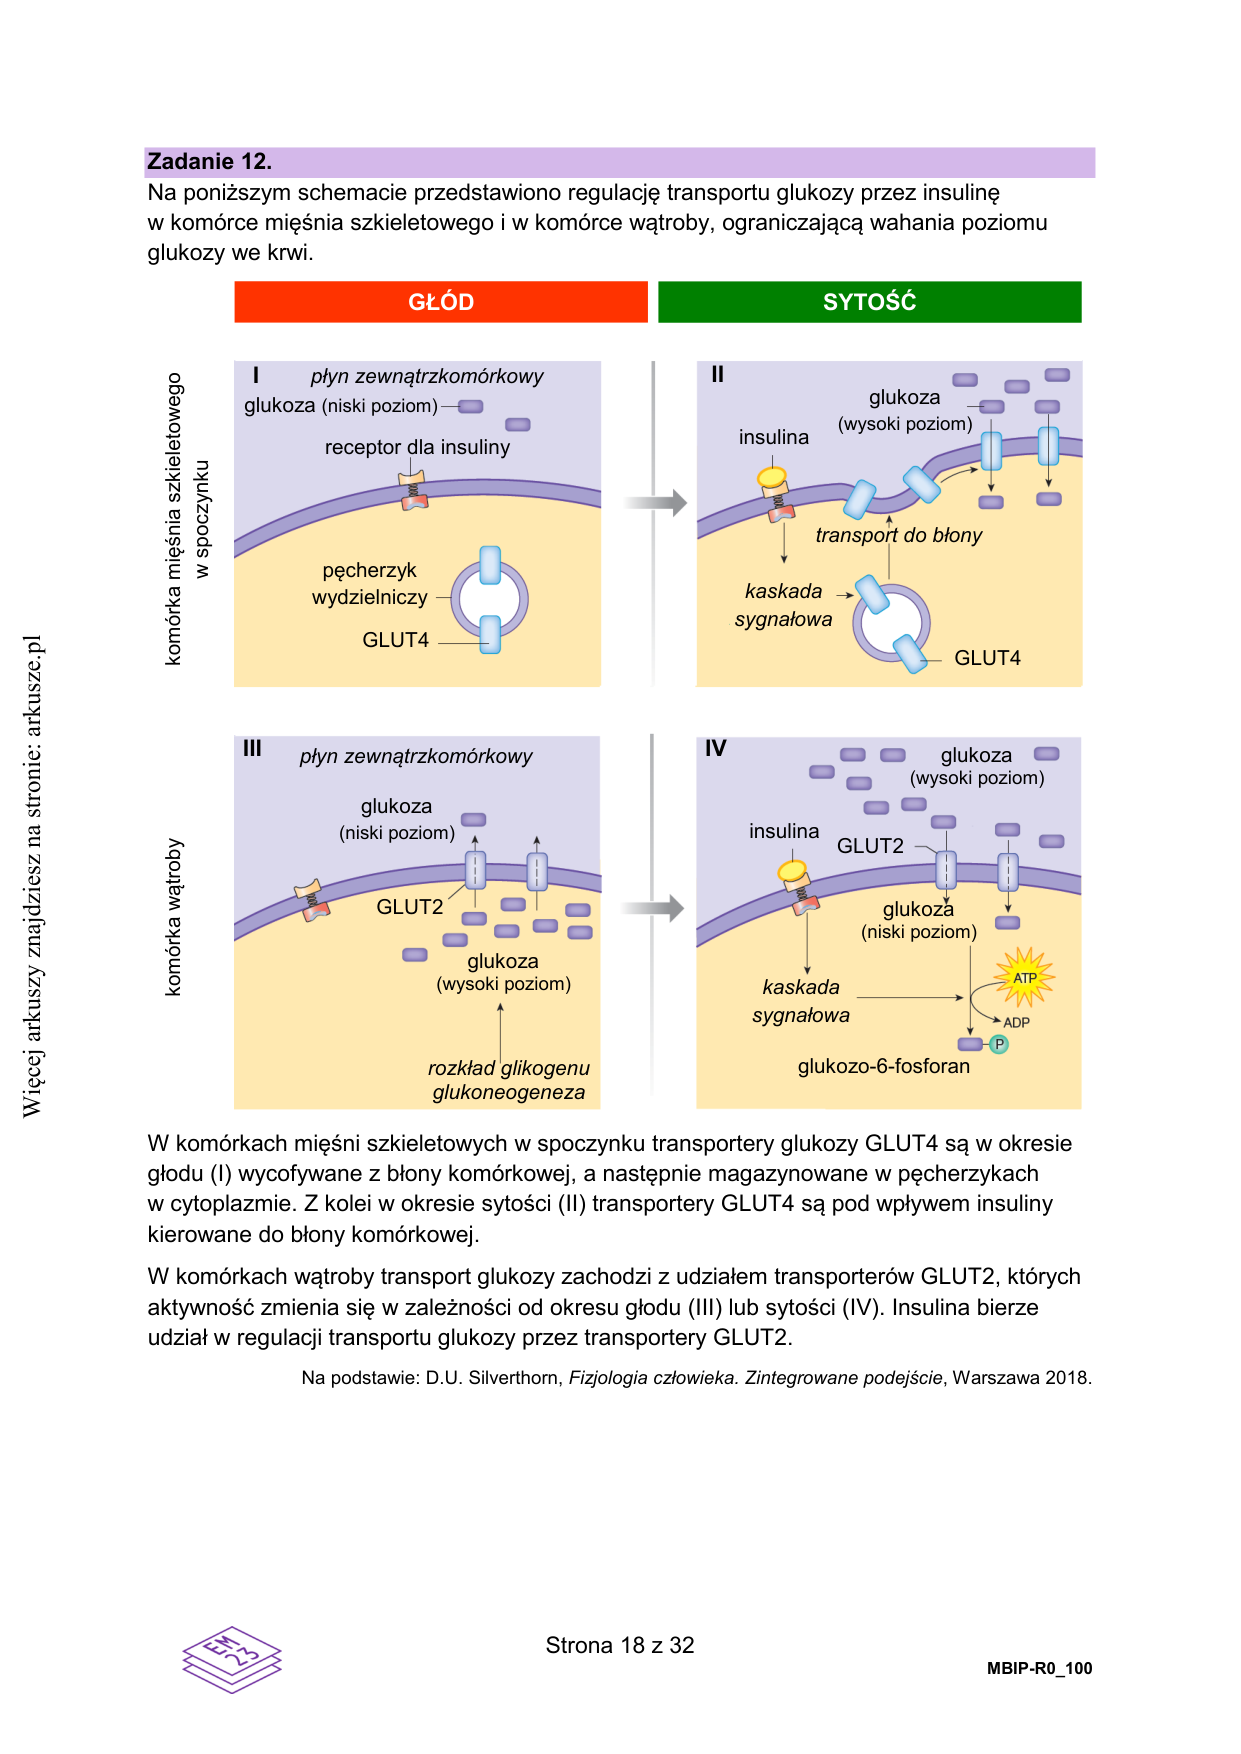 Zadanie 12.
Na poniższym schemacie przedstawiono regulację transportu glukozy przez insulinę
w komórce mięśnia szkieletowego i w komórce wątroby, ograniczającą wahania poziomu
glukozy we krwi.
GŁÓD
SYTOŚĆ
komórka mięśnia szkieletowego
w spoczynku
I
płyn zewnątrzkomórkowy
glukoza (niski poziom)
receptor dla insuliny
pęcherzyk
wydzielniczy
GLUT4
II
glukoza
(wysoki poziom)
insulina
transport do błony
kaskada
sygnałowa
GLUT4
komórka wątroby
III
płyn zewnątrzkomórkowy
glukoza
(niski poziom)
GLUT2
glukoza
(wysoki poziom)
rozkład glikogenu
glukoneogeneza
IV
glukoza
(wysoki poziom)
insulina
GLUT2
glukoza
(niski poziom)
kaskada
sygnałowa
ATP
ADP
P
glukozo-6-fosforan
W komórkach mięśni szkieletowych w spoczynku transportery glukozy GLUT4 są w okresie
głodu (I) wycofywane z błony komórkowej, a następnie magazynowane w pęcherzykach
w cytoplazmie. Z kolei w okresie sytości (II) transportery GLUT4 są pod wpływem insuliny
kierowane do błony komórkowej.
W komórkach wątroby transport glukozy zachodzi z udziałem transporterów GLUT2, których
aktywność zmienia się w zależności od okresu głodu (III) lub sytości (IV). Insulina bierze
udział w regulacji transportu glukozy przez transportery GLUT2.
Na podstawie: D.U. Silverthorn, Fizjologia człowieka. Zintegrowane podejście, Warszawa 2018.
Więcej arkuszy znajdziesz na stronie: arkusze.pl
EM
23
Strona 18 z 32
MBIP-R0_100